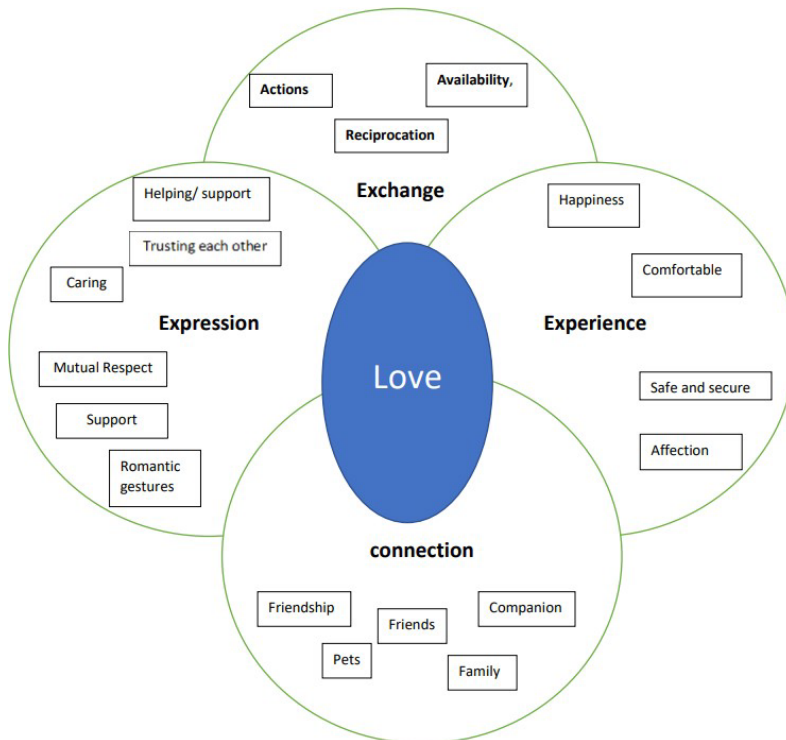 Actions
Availability,
Reciprocation
Exchange
Helping/ support
Trusting each other
Caring
Expression
Mutual Respect
Support
Romantic
gestures
Happiness
Comfortable
Experience
Safe and secure
Affection
Love
connection
Friendship
Friends
Companion
Pets
Family